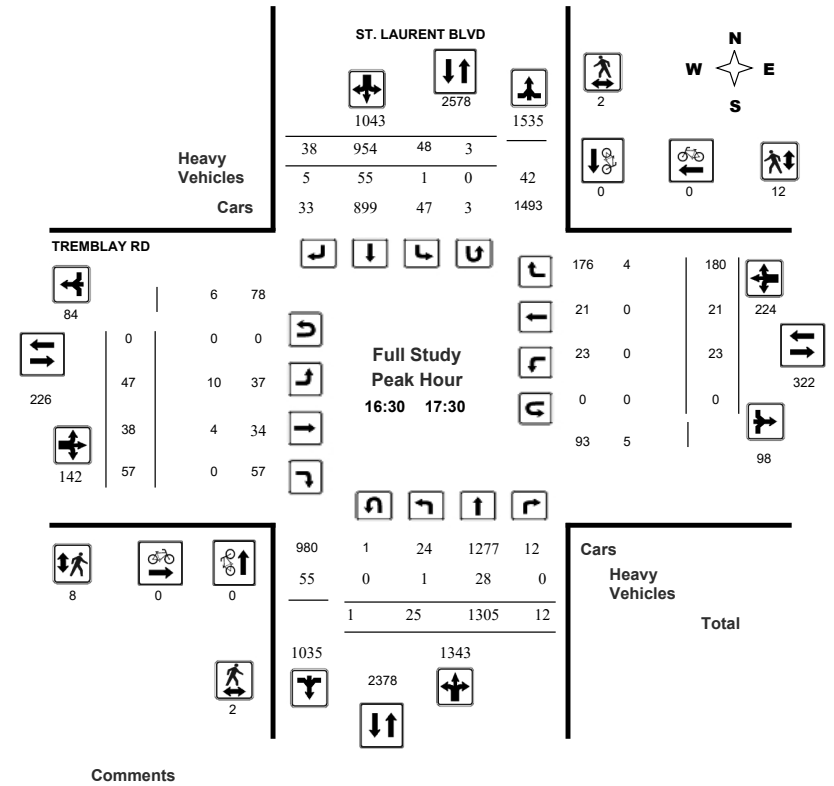 ST. LAURENT BLVD
N
W E
S
2578
2
1043 1535
38 954 48 3
Heavy
Vehicles
5 55 1 0 42
Cars
33 899 47 3 1493
0 0 12
TREMBLAY RD
84
6 78
0 0 0
226
47 10 37
38 4 34
142
57 0 57
Full Study
Peak Hour
16:30 17:30
176 4 180
21 0 21
224
23 0 23
322
0 0 0
93 5
98
980 1 24 1277 12
Cars
55 0 1 28 0
Heavy
Vehicles
1 25 1305 12
Total
8 0 0
1035 1343
2378
2
Comments